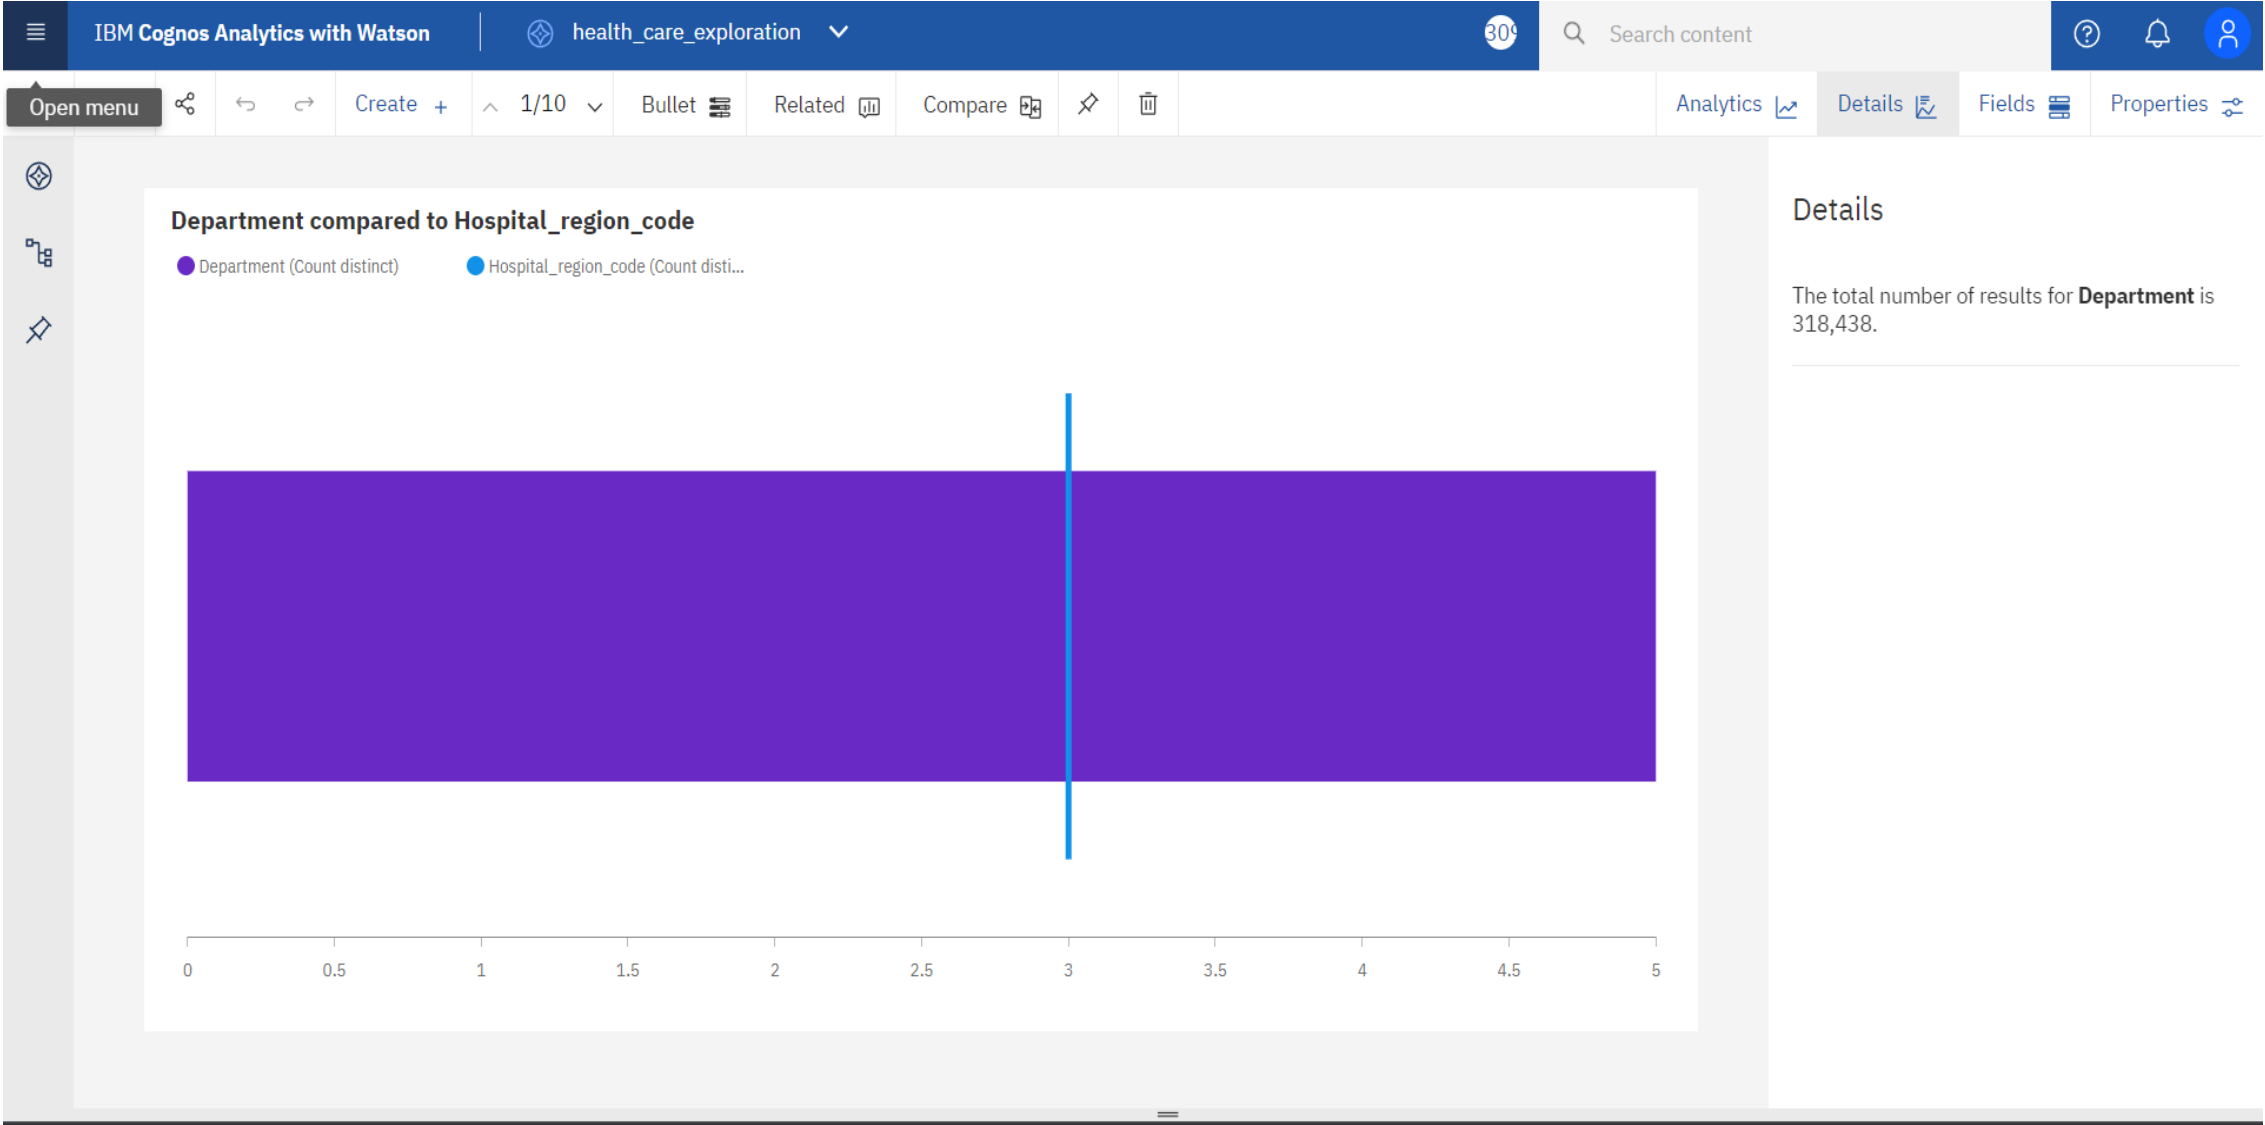 IBM Cognos Analytics with Watson
health_care_exploration
Search content
Open menu
Create +
1/10
Bullet
Related
Compare
Analytics
Details
Fields
Properties
Department compared to Hospital_region_code
Department (Count distinct)
Hospital_region_code (Count disti...
0 0.5 1 1.5 2 2.5 3 3.5 4 4.5 5
Details
The total number of results for Department is
318,438.